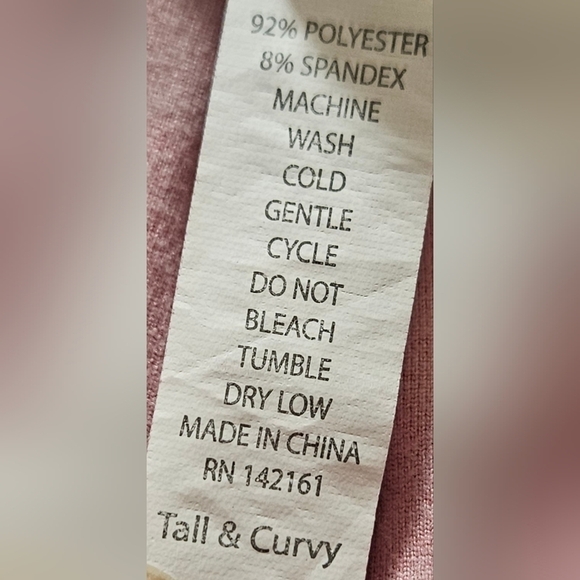 92% POLYESTER
8% SPANDEX
MACHINE
WASH
COLD
GENTLE
CYCLE
DO NOT
BLEACH
TUMBLE
DRY LOW
MADE IN CHINA
RN 142161
Tall & Curvy